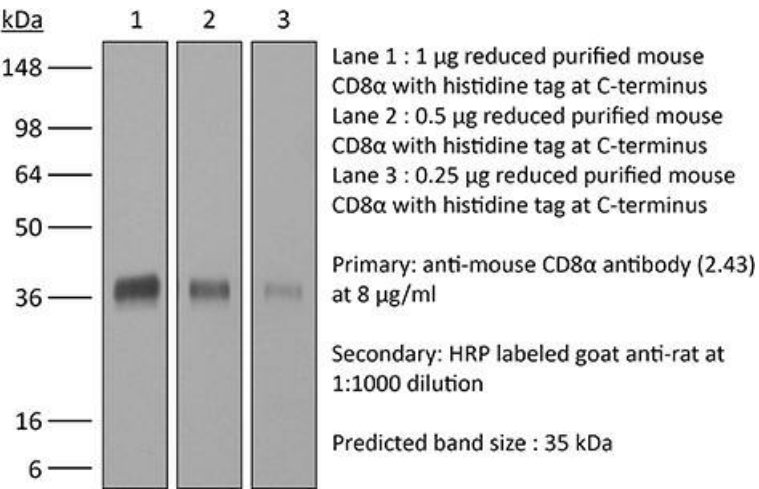 kDa 1 2 3
148
98
64
50
36
16
6
Lane 1 : 1 µg reduced purified mouse
CD8α with histidine tag at C-terminus
Lane 2 : 0.5 µg reduced purified mouse
CD8α with histidine tag at C-terminus
Lane 3 : 0.25 µg reduced purified mouse
CD8α with histidine tag at C-terminus
Primary: anti-mouse CD8α antibody (2.43)
at 8 µg/ml
Secondary: HRP labeled goat anti-rat at
1:1000 dilution
Predicted band size : 35 kDa